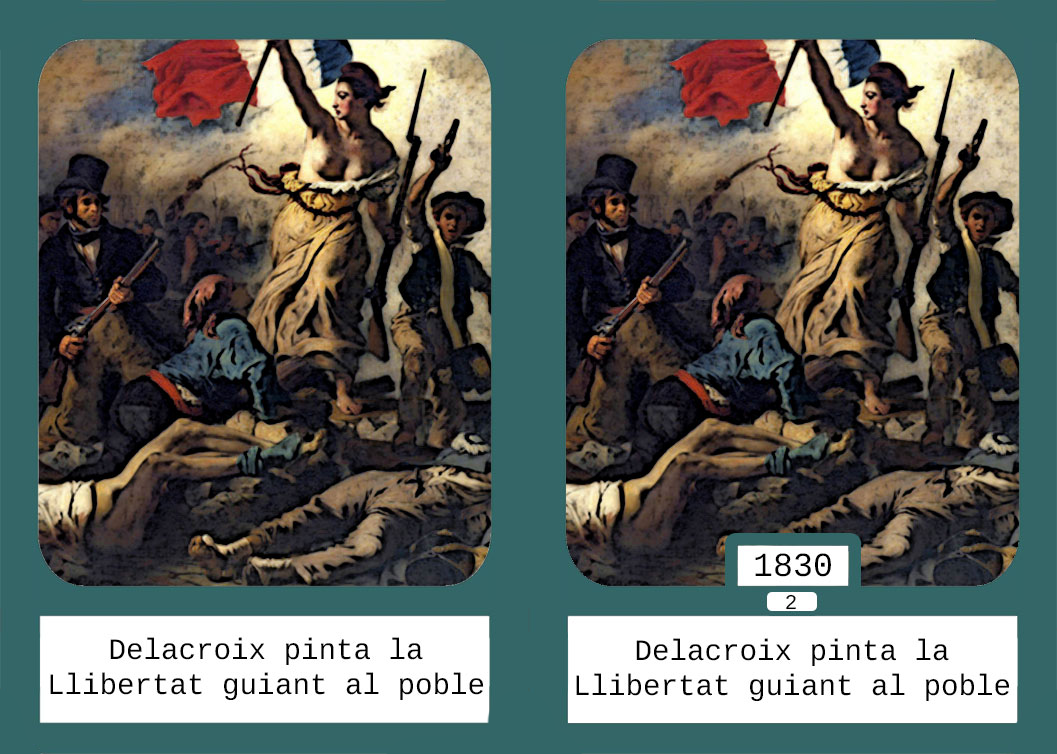 Delacroix pinta la
Llibertat guiant al poble
1830
2
Delacroix pinta la
Llibertat guiant al poble